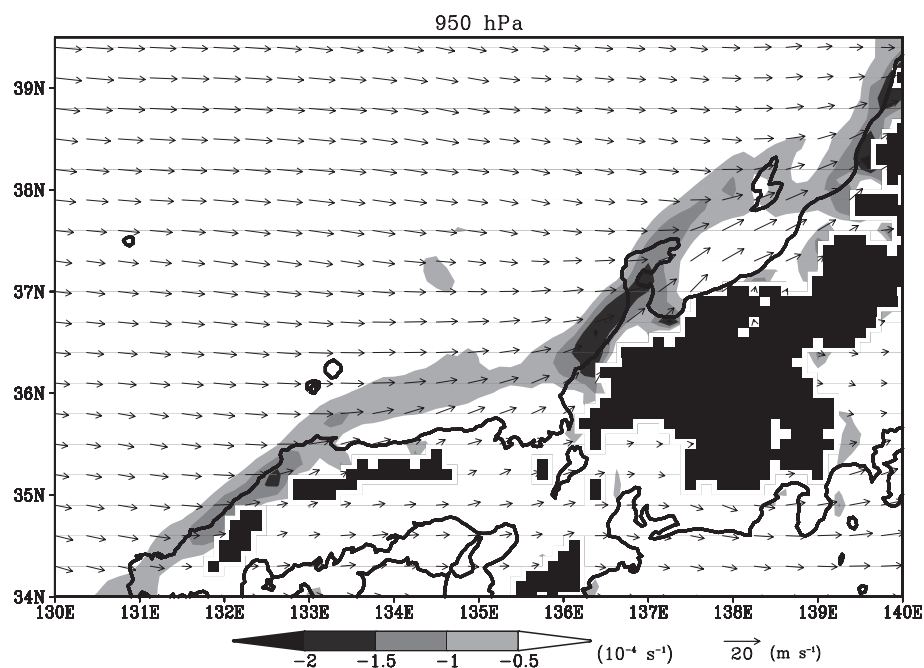 950 hPa
39N
38N
37N
36N
35N
34N
130E 131E 132E 133E 134E 135E 136E 137E 138E 139E 140E
−2 −1.5 −1 −0.5 (10⁻⁴ s⁻¹) 20 (m s⁻¹)